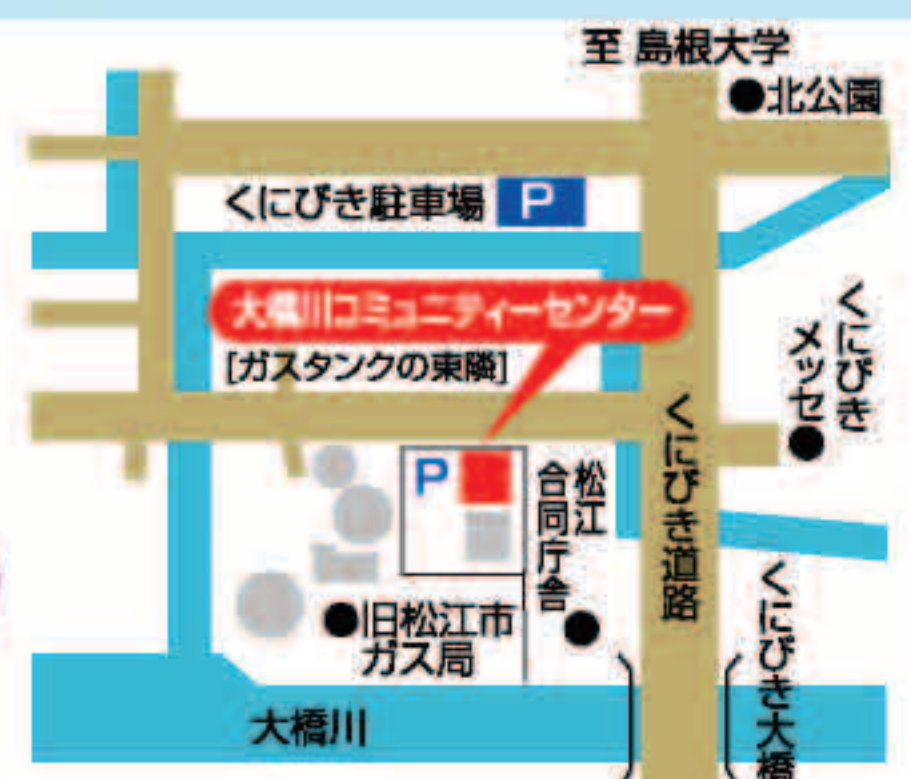 至 島根大学
●北公園
くにびき駐車場 P
大橋川コミュニティーセンター
[ガスタンクの東隣]
くにびき
メッセ●
くにびき道路
P
松江
合同庁舎
●旧松江市
ガス局
くにびき大橋
大橋川